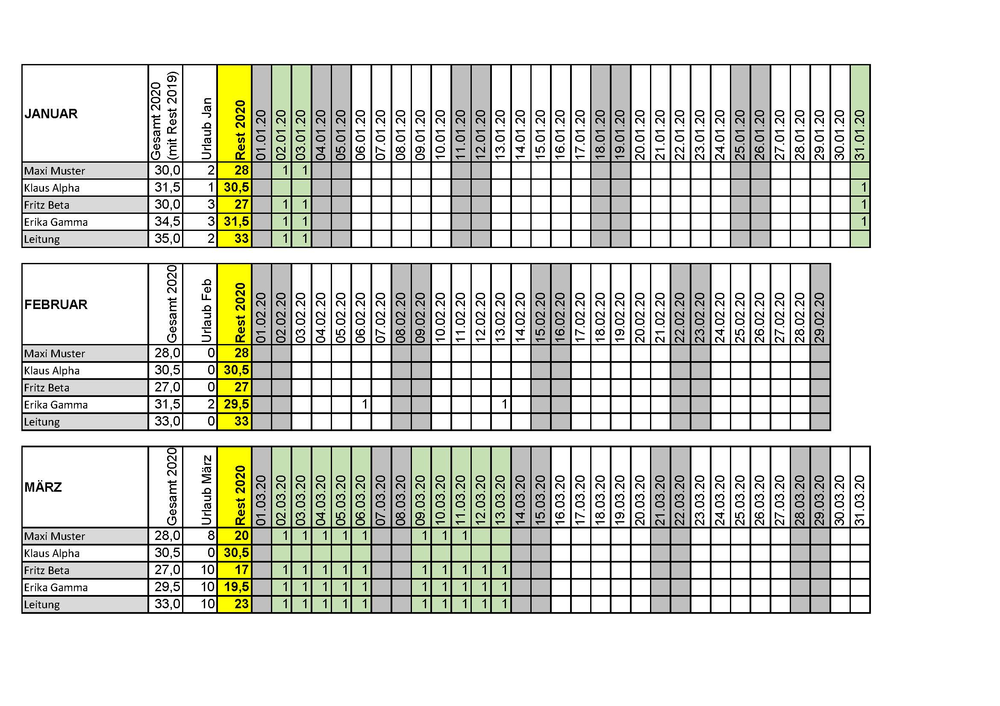 JANUAR Gesamt 2020 (mit Rest 2019) Urlaub Jan Rest 2020 01.01.20 02.01.20 03.01.20 04.01.20 05.01.20 06.01.20 07.01.20 08.01.20 09.01.20 10.01.20 11.01.20 12.01.20 13.01.20 14.01.20 15.01.20 16.01.20 17.01.20 18.01.20 19.01.20 20.01.20 21.01.20 22.01.20 23.01.20 24.01.20 25.01.20 26.01.20 27.01.20 28.01.20 29.01.20 30.01.20 31.01.20
Maxi Muster 30,0 2 28 1 1
Klaus Alpha 31,5 1 30,5 1
Fritz Beta 30,0 3 27 1 1 1
Erika Gamma 34,5 3 31,5 1 1 1
Leitung 35,0 2 33 1 1
FEBRUAR Gesamt 2020 Urlaub Feb Rest 2020 01.02.20 02.02.20 03.02.20 04.02.20 05.02.20 06.02.20 07.02.20 08.02.20 09.02.20 10.02.20 11.02.20 12.02.20 13.02.20 14.02.20 15.02.20 16.02.20 17.02.20 18.02.20 19.02.20 20.02.20 21.02.20 22.02.20 23.02.20 24.02.20 25.02.20 26.02.20 27.02.20 28.02.20 29.02.20
Maxi Muster 28,0 0 28
Klaus Alpha 30,5 0 30,5
Fritz Beta 27,0 0 27
Erika Gamma 31,5 2 29,5 1 1
Leitung 33,0 0 33
MÄRZ Gesamt 2020 Urlaub März Rest 2020 01.03.20 02.03.20 03.03.20 04.03.20 05.03.20 06.03.20 07.03.20 08.03.20 09.03.20 10.03.20 11.03.20 12.03.20 13.03.20 14.03.20 15.03.20 16.03.20 17.03.20 18.03.20 19.03.20 20.03.20 21.03.20 22.03.20 23.03.20 24.03.20 25.03.20 26.03.20 27.03.20 28.03.20 29.03.20 30.03.20 31.03.20
Maxi Muster 28,0 8 20 1 1 1 1 1 1 1 1
Klaus Alpha 30,5 0 30,5
Fritz Beta 27,0 10 17 1 1 1 1 1 1 1 1 1 1
Erika Gamma 29,5 10 19,5 1 1 1 1 1 1 1 1 1 1
Leitung 33,0 10 23 1 1 1 1 1 1 1 1 1 1